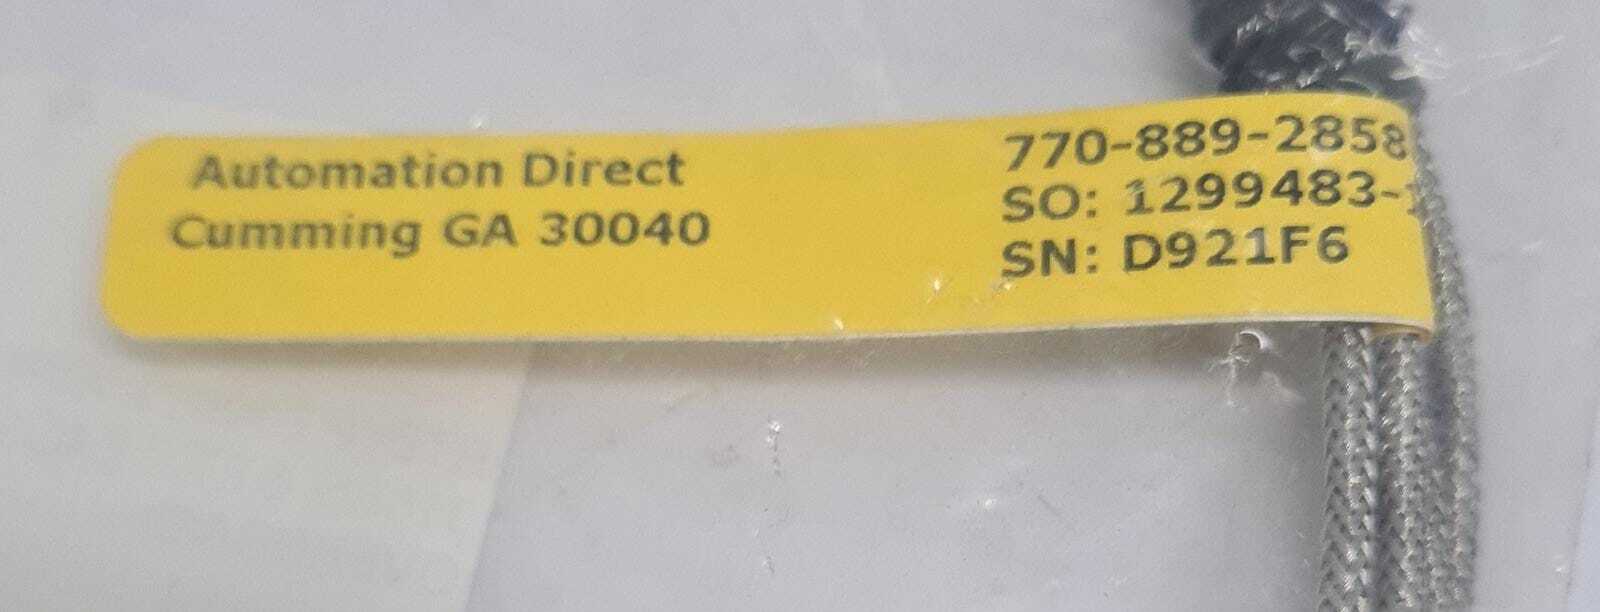 Automation Direct
Cumming GA 30040
770-889-2858
SO: 1299483-
SN: D921F6